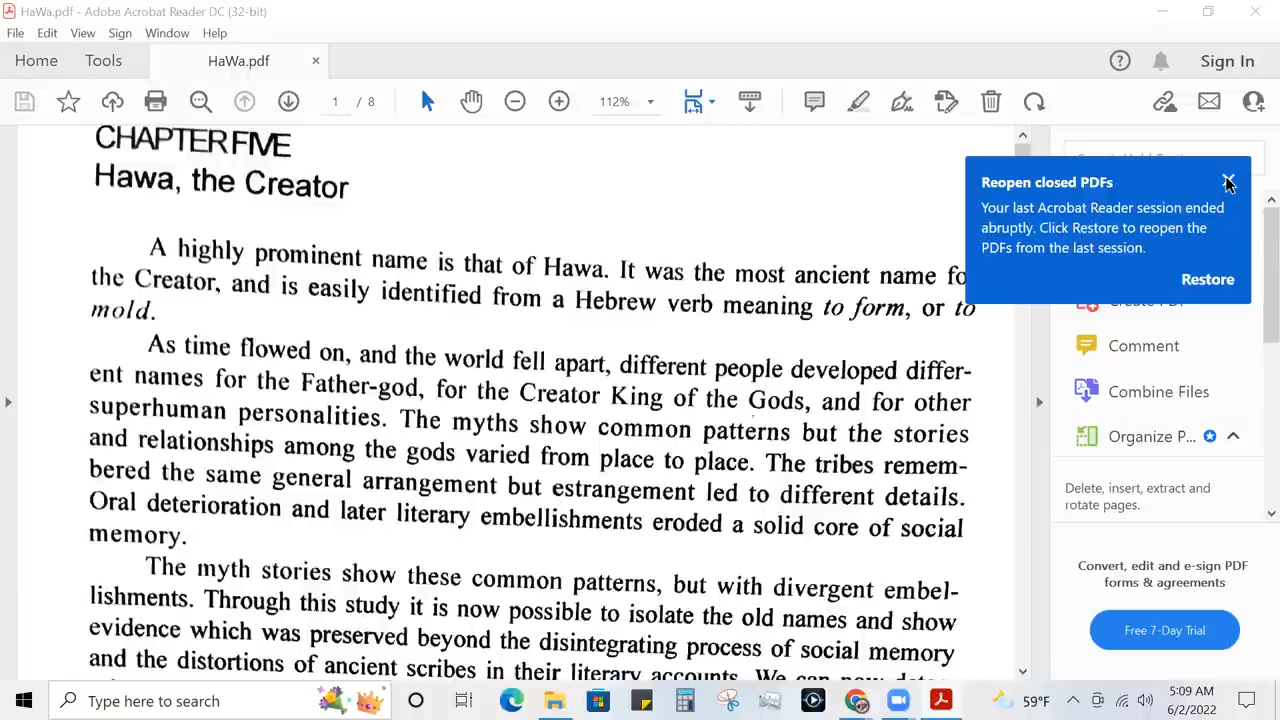 HaWa.pdf - Adobe Acrobat Reader DC (32-bit)
File Edit View Sign Window Help
Home Tools HaWa.pdf × Sign In
1 / 8 112%
CHAPTER FIVE
Hawa, the Creator
A highly prominent name is that of Hawa. It was the most ancient name fo
the Creator, and is easily identified from a Hebrew verb meaning to form, or to
mold.
As time flowed on, and the world fell apart, different people developed differ-
ent names for the Father-god, for the Creator King of the Gods, and for other
superhuman personalities. The myths show common patterns but the stories
and relationships among the gods varied from place to place. The tribes remem-
bered the same general arrangement but estrangement led to different details.
Oral deterioration and later literary embellishments eroded a solid core of social
memory.
The myth stories show these common patterns, but with divergent embel-
lishments. Through this study it is now possible to isolate the old names and show
evidence which was preserved beyond the disintegrating process of social memory
and the distortions of ancient scribes in their literary accounts. We can now
Reopen closed PDFs
Your last Acrobat Reader session ended
abruptly. Click Restore to reopen the
PDFs from the last session.
Restore
Create PDF
Comment
Combine Files
Organize P...
Delete, insert, extract and
rotate pages.
Convert, edit and e-sign PDF
forms & agreements
Free 7-Day Trial
Type here to search
59°F
5:09 AM
6/2/2022